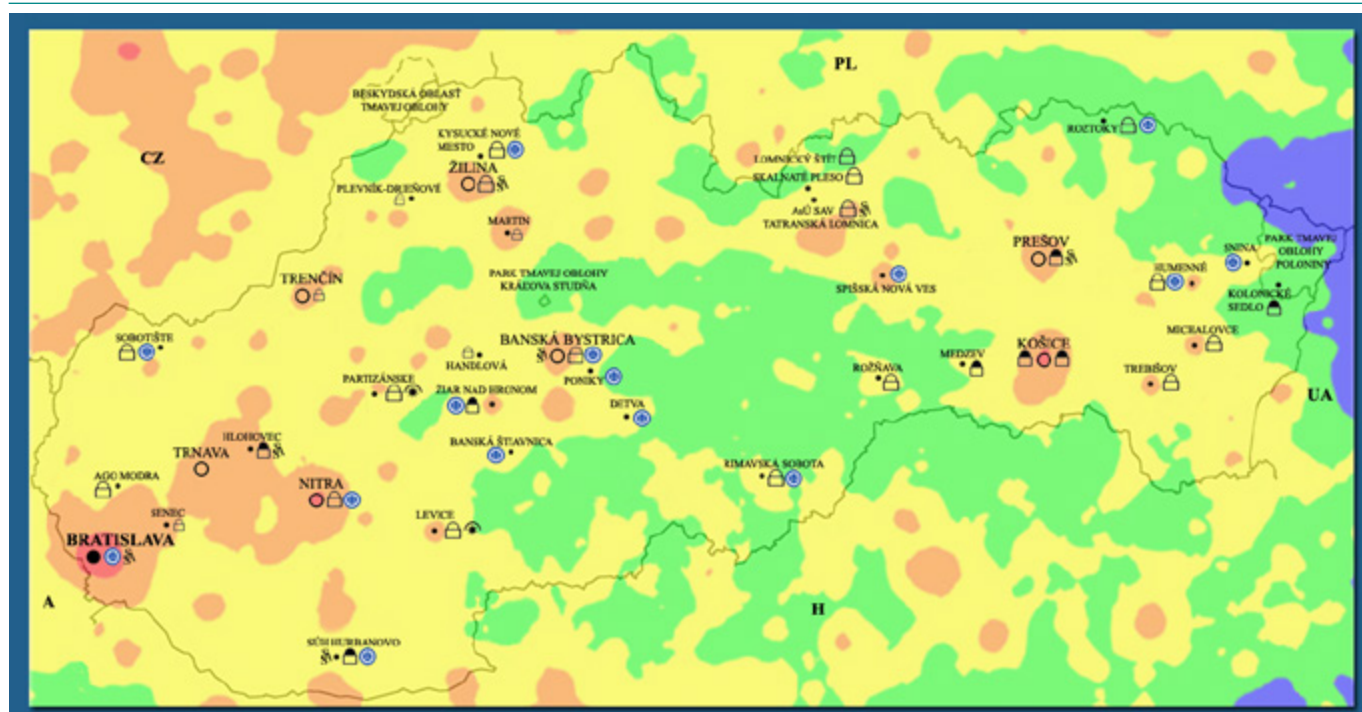 PL
BESKYDSKÁ OBLASŤ
TMAVEJ OBLOHY
KYSUCKÉ NOVÉ
MESTO
ROZTOKY
CZ
LOMNICKÝ ŠTÍT
ŽILINA
SKALNATÉ PLESO
PLEVNÍK-DRIEŇOVÉ
AsÚ SAV
TATRANSKÁ LOMNICA
MARTIN
PREŠOV
SNINA
PARK TMAVEJ
OBLOHY
POLONINY
TRENČÍN
PARK TMAVEJ OBLOHY
KRÁĽOVA STUDŇA
HUMENNÉ
SPIŠSKÁ NOVÁ VES
KOLONICKÉ
SEDLO
SOBOTIŠTE
BANSKÁ BYSTRICA
MICHALOVCE
KOŠICE
HANDLOVÁ
MEDZEV
PARTIZÁNSKE
PONIKY
ROŽŇAVA
TREBIŠOV
ŽIAR NAD HRONOM
UA
DETVA
HLOHOVEC
BANSKÁ ŠTIAVNICA
TRNAVA
RIMAVSKÁ SOBOTA
AGO MODRA
NITRA
SENEC
LEVICE
BRATISLAVA
A
H
SÚH HURBANOVO